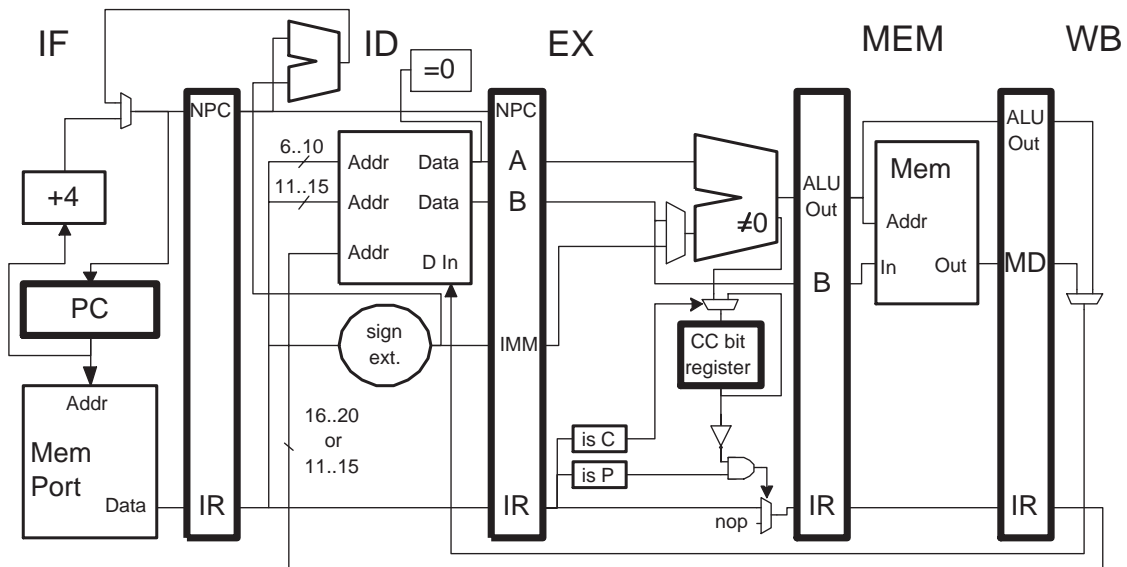 IF
ID
EX
MEM
WB
=0
NPC
NPC
ALU
Out
6..10
Addr
Data
A
Mem
11..15
Addr
Data
B
ALU
Out
+4
≠0
Addr
Addr
D In
In
Out
MD
B
PC
sign
ext.
IMM
CC bit
register
Addr
16..20
or
11..15
is C
Mem
Port
is P
Data
IR
IR
nop
IR
IR